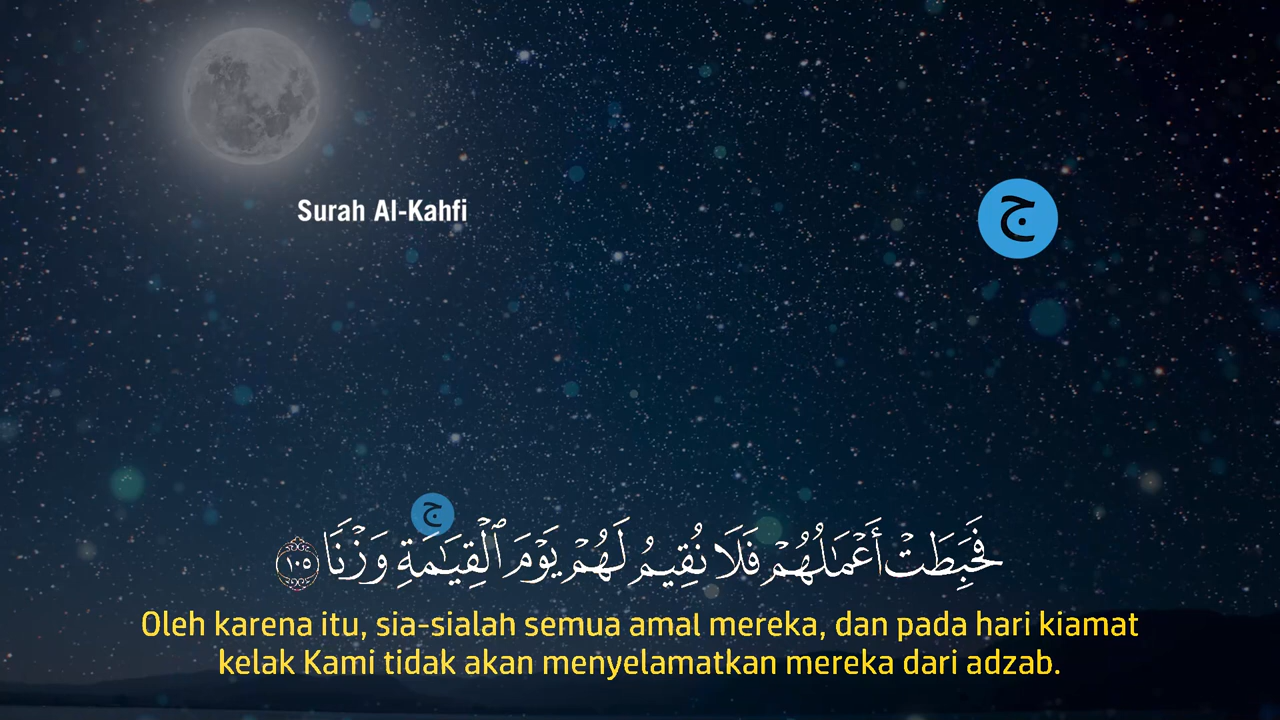 Surah Al-Kahfi
ج
ج
فَحَبِطَتْ أَعْمَٰلُهُمْ فَلَا نُقِيمُ لَهُمْ يَوْمَ ٱلْقِيَٰمَةِ وَزْنًا ١٠٥
Oleh karena itu, sia-sialah semua amal mereka, dan pada hari kiamat
kelak Kami tidak akan menyelamatkan mereka dari adzab.